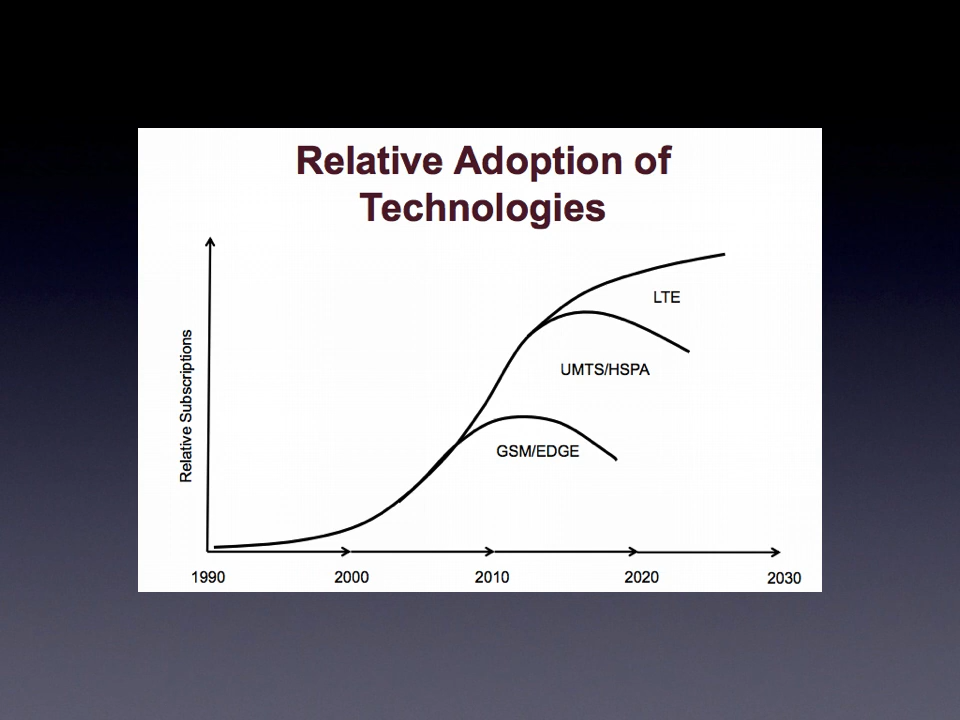 Relative Adoption of
Technologies
Relative Subscriptions
LTE
UMTS/HSPA
GSM/EDGE
1990 2000 2010 2020 2030